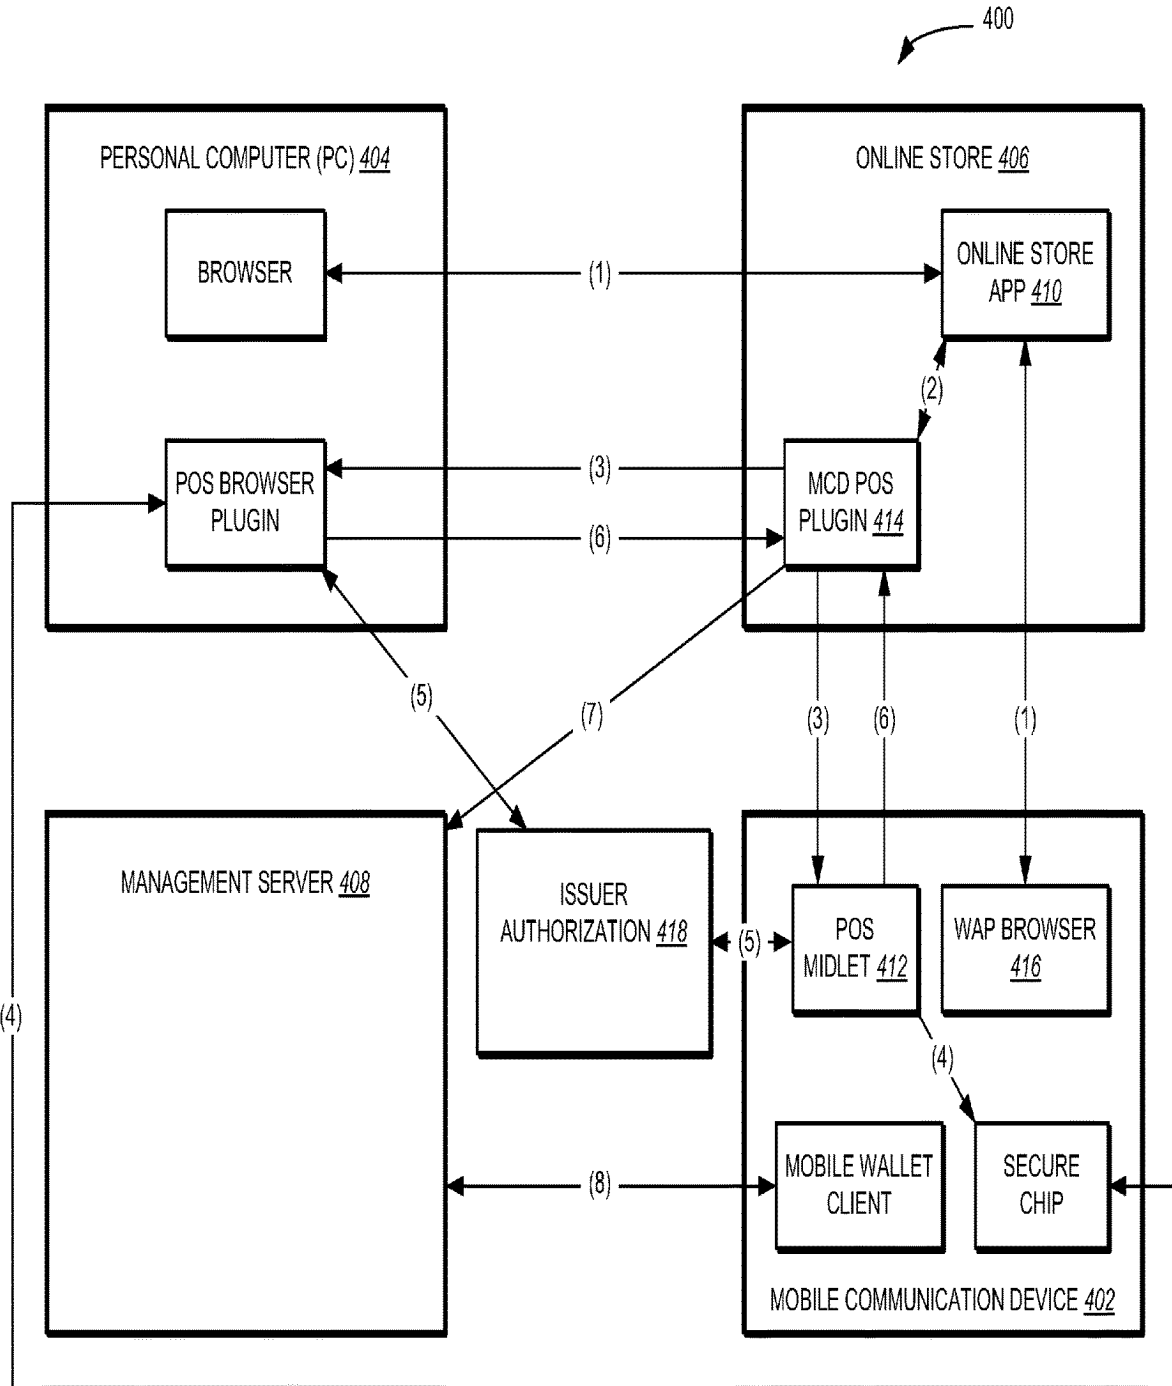 400
PERSONAL COMPUTER (PC) 404
ONLINE STORE 406
BROWSER
(1)
ONLINE STORE
APP 410
(2)
POS BROWSER
PLUGIN
(3)
(6)
MCD POS
PLUGIN 414
(5)
(7)
(3)
(6)
(1)
MANAGEMENT SERVER 408
ISSUER
AUTHORIZATION 418
(5)
POS
MIDLET 412
WAP BROWSER
416
(4)
(4)
(8)
MOBILE WALLET
CLIENT
SECURE
CHIP
MOBILE COMMUNICATION DEVICE 402